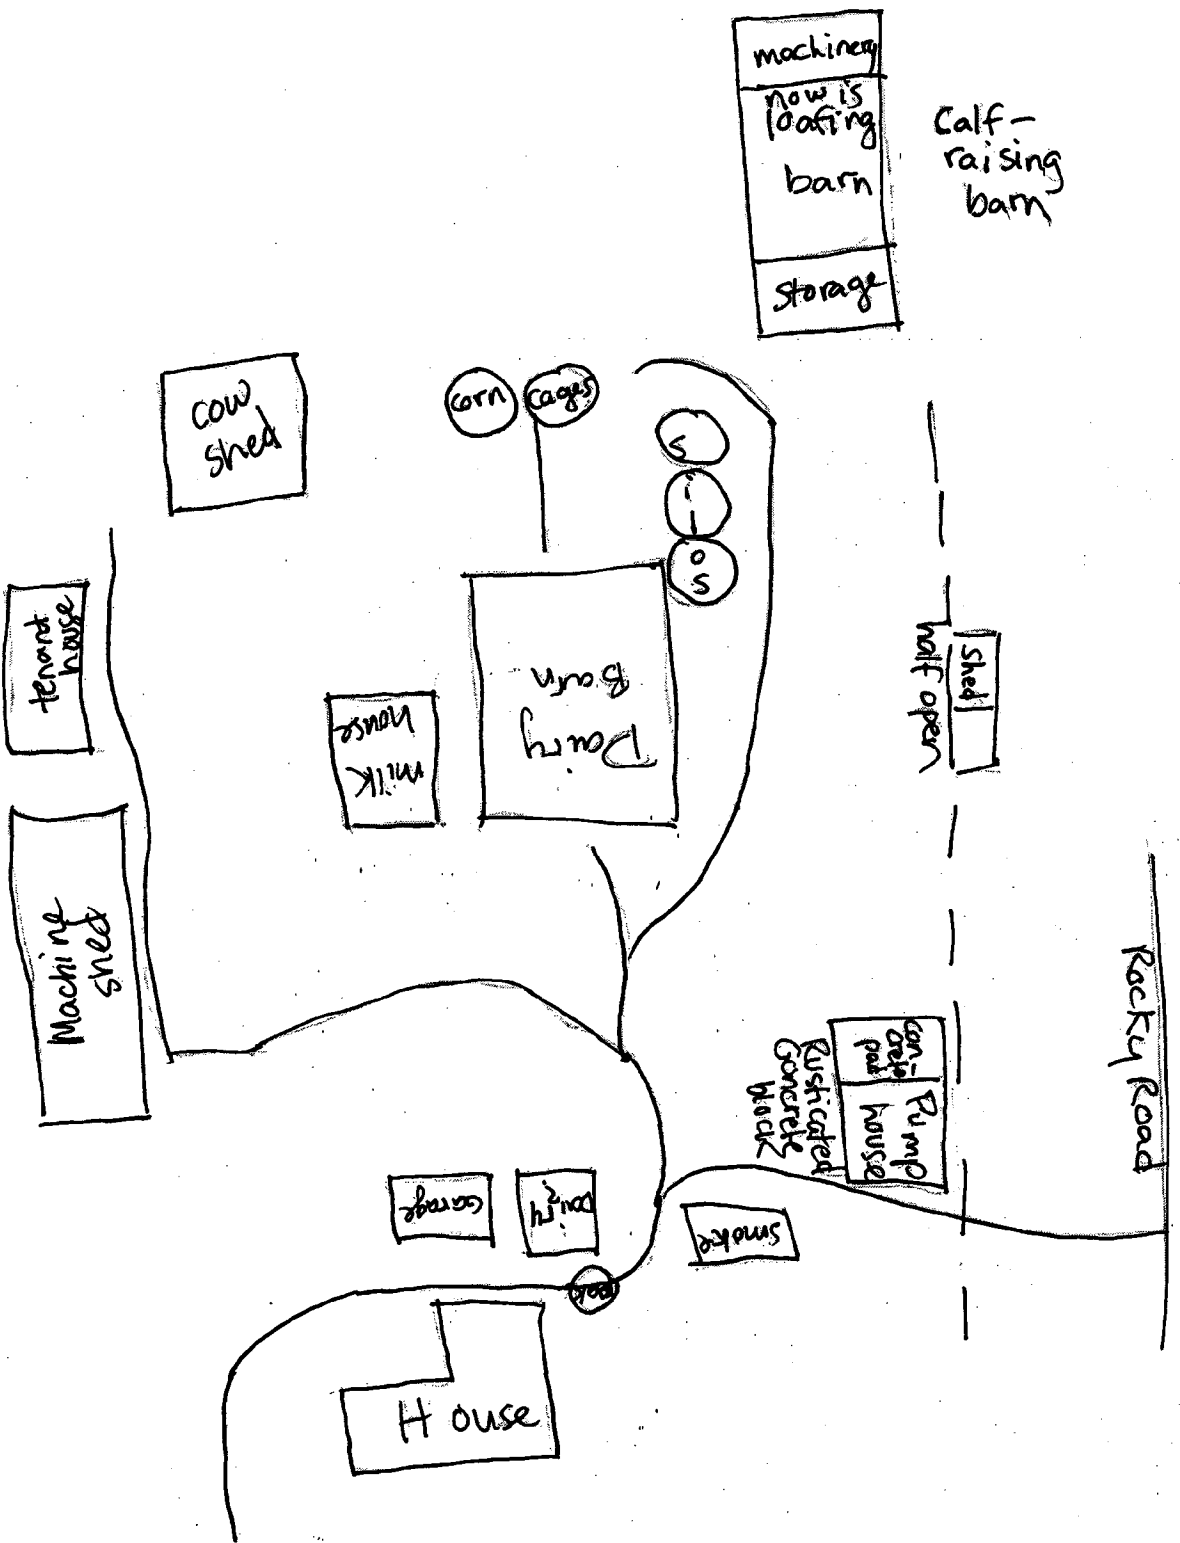 machinery
now is
loafing
barn
storage
Calf-
raising
barn
cow
shed
corn
cages
silos
tenant
house
Dairy
Barn
milk
house
shed
half open
Machine
shed
Rocky Road
con-
crete
pad
Pump
house
Rusticated
Concrete
block
Garage
Dairy?
smoke
House